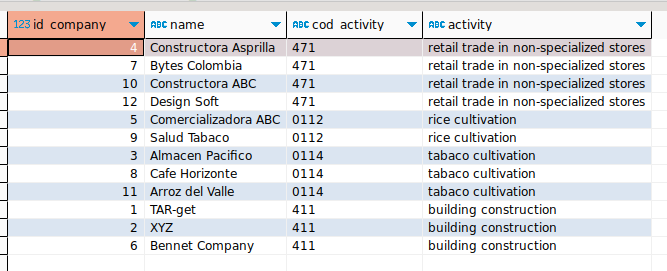 123 id_company ABC name ABC cod_activity ABC activity
4 Constructora Asprilla 471 retail trade in non-specialized stores
7 Bytes Colombia 471 retail trade in non-specialized stores
10 Constructora ABC 471 retail trade in non-specialized stores
12 Design Soft 471 retail trade in non-specialized stores
5 Comercializadora ABC 0112 rice cultivation
9 Salud Tabaco 0112 rice cultivation
3 Almacen Pacifico 0114 tabaco cultivation
8 Cafe Horizonte 0114 tabaco cultivation
11 Arroz del Valle 0114 tabaco cultivation
1 TAR-get 411 building construction
2 XYZ 411 building construction
6 Bennet Company 411 building construction